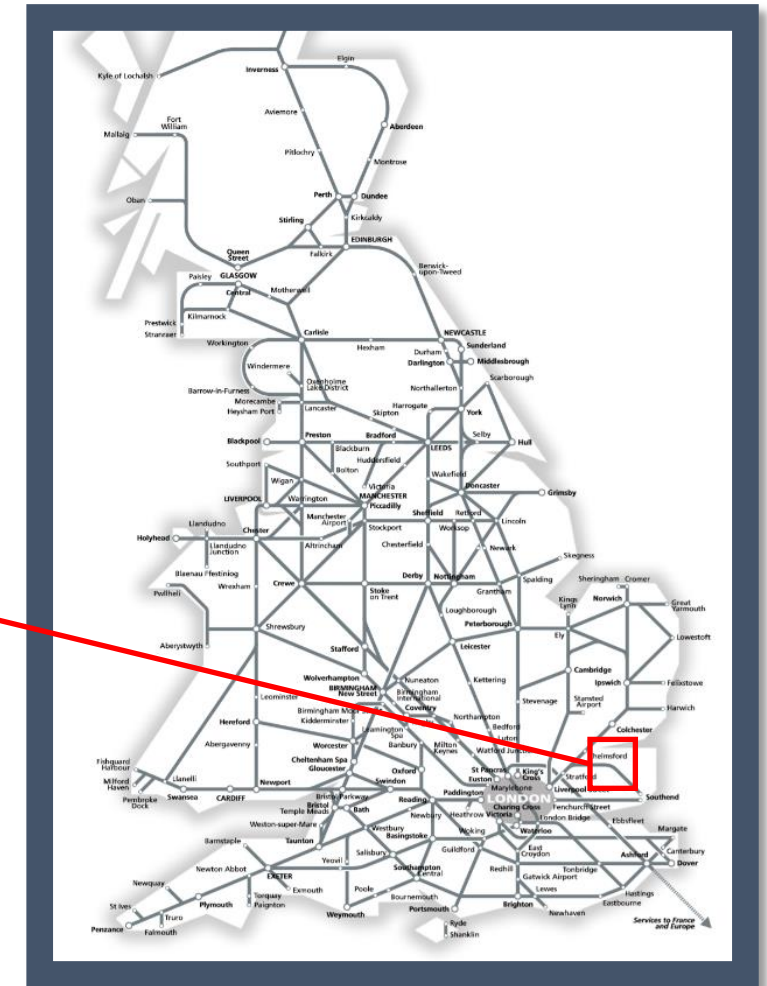 Elgin
Inverness
Kyle of Lochalsh
Aviemore
Fort
William
Mallaig
Aberdeen
Pitlochry
Montrose
Perth
Dundee
Oban
Stirling
Kirkcaldy
Queen
Street
Falkirk
EDINBURGH
Berwick-
upon-Tweed
Paisley
GLASGOW
Central
Motherwell
Prestwick
Stranraer
Kilmarnock
Carlisle
NEWCASTLE
Workington
Hexham
Sunderland
Durham
Darlington
Middlesbrough
Windermere
Scarborough
Oxenholme
Lake District
Northallerton
Barrow-in-Furness
Morecambe
Heysham Port
Lancaster
Skipton
Harrogate
York
Blackpool
Preston
Bradford
Selby
Hull
Blackburn
LEEDS
Southport
Bolton
Huddersfield
Wakefield
Wigan
Victoria
Doncaster
LIVERPOOL
Warrington
MANCHESTER
Piccadilly
Grimsby
Manchester
Airport
Stockport
Sheffield
Retford
Lincoln
Llandudno
Chester
Worksop
Holyhead
Llandudno
Junction
Altrincham
Chesterfield
Newark
Skegness
Blaenau Ffestiniog
Crewe
Derby
Nottingham
Spalding
Sheringham
Cromer
Pwllheli
Wrexham
Stoke
on Trent
Grantham
Kings
Lynn
Norwich
Great
Yarmouth
Loughborough
Peterborough
Shrewsbury
Ely
Aberystwyth
Stafford
Leicester
Lowestoft
Wolverhampton
Nuneaton
Kettering
Cambridge
BIRMINGHAM
New Street
Birmingham
International
Ipswich
Felixstowe
Leominster
Coventry
Stevenage
Stansted
Airport
Harwich
Kidderminster
Northampton
Hereford
Leamington
Spa
Bedford
Colchester
Worcester
Banbury
Milton
Keynes
Luton
Abergavenny
Watford Junction
Chelmsford
Cheltenham Spa
Gloucester
Oxford
St Pancras
Euston
King's
Cross
Stratford
Fishguard
Harbour
Llanelli
Swindon
Marylebone
Liverpool Street
Milford
Haven
Newport
Bristol Parkway
Paddington
LONDON
Southend
Pembroke
Dock
Swansea
CARDIFF
Bristol
Temple Meads
Bath
Reading
Charing Cross
Fenchurch Street
Newbury
Heathrow
Victoria
London Bridge
Ebbsfleet
Weston-super-Mare
Westbury
Basingstoke
Woking
Waterloo
Margate
Barnstaple
Taunton
Salisbury
Guildford
East
Croydon
Canterbury
Yeovil
Southampton
Central
Redhill
Tonbridge
Ashford
Dover
Newton Abbot
EXETER
Gatwick Airport
Newquay
Exmouth
Poole
Lewes
Hastings
Torquay
Paignton
Bournemouth
Eastbourne
St Ives
Plymouth
Portsmouth
Brighton
Newhaven
Truro
Weymouth
Ryde
Services to France
and Europe
Penzance
Falmouth
Shanklin